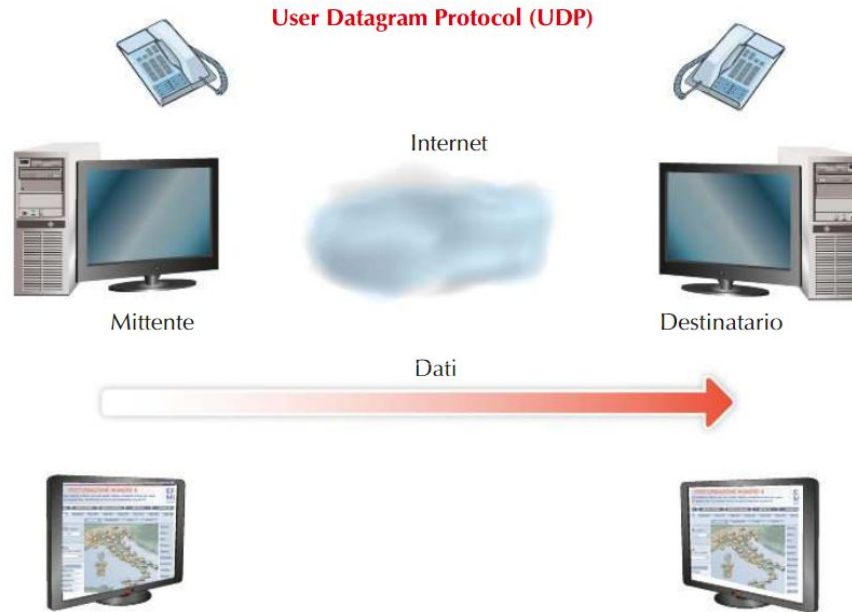 User Datagram Protocol (UDP)
Internet
Mittente
Destinatario
Dati